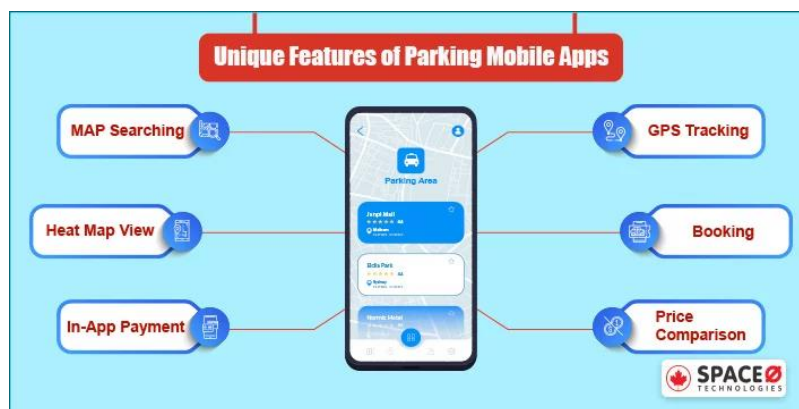 Unique Features of Parking Mobile Apps
MAP Searching
GPS Tracking
Parking Area
Heat Map View
Booking
In-App Payment
Price
Comparison
SPACEØ
TECHNOLOGIES